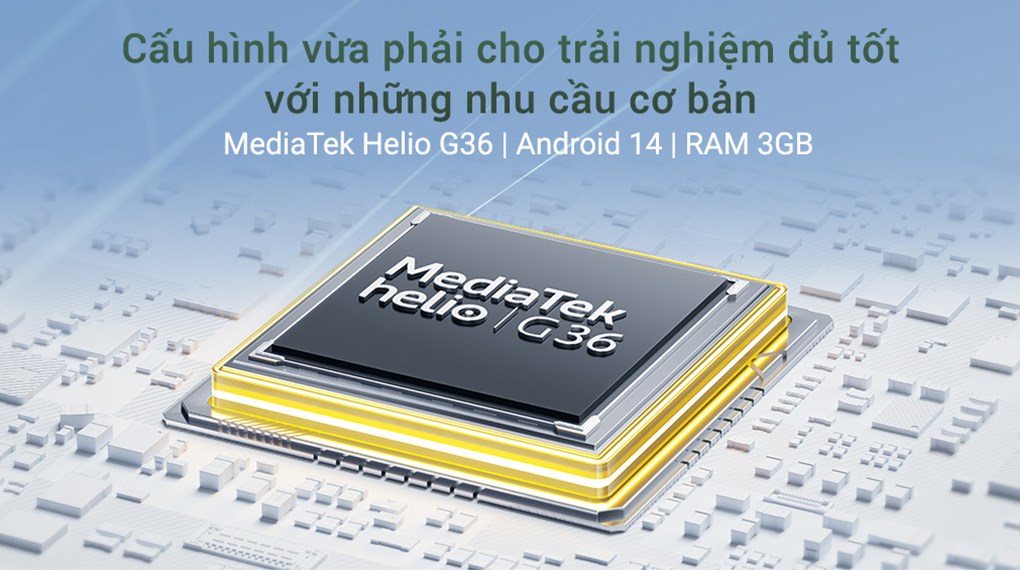 Cấu hình vừa phải cho trải nghiệm đủ tốt
với những nhu cầu cơ bản
MediaTek Helio G36 | Android 14 | RAM 3GB
MediaTek
helio | G36